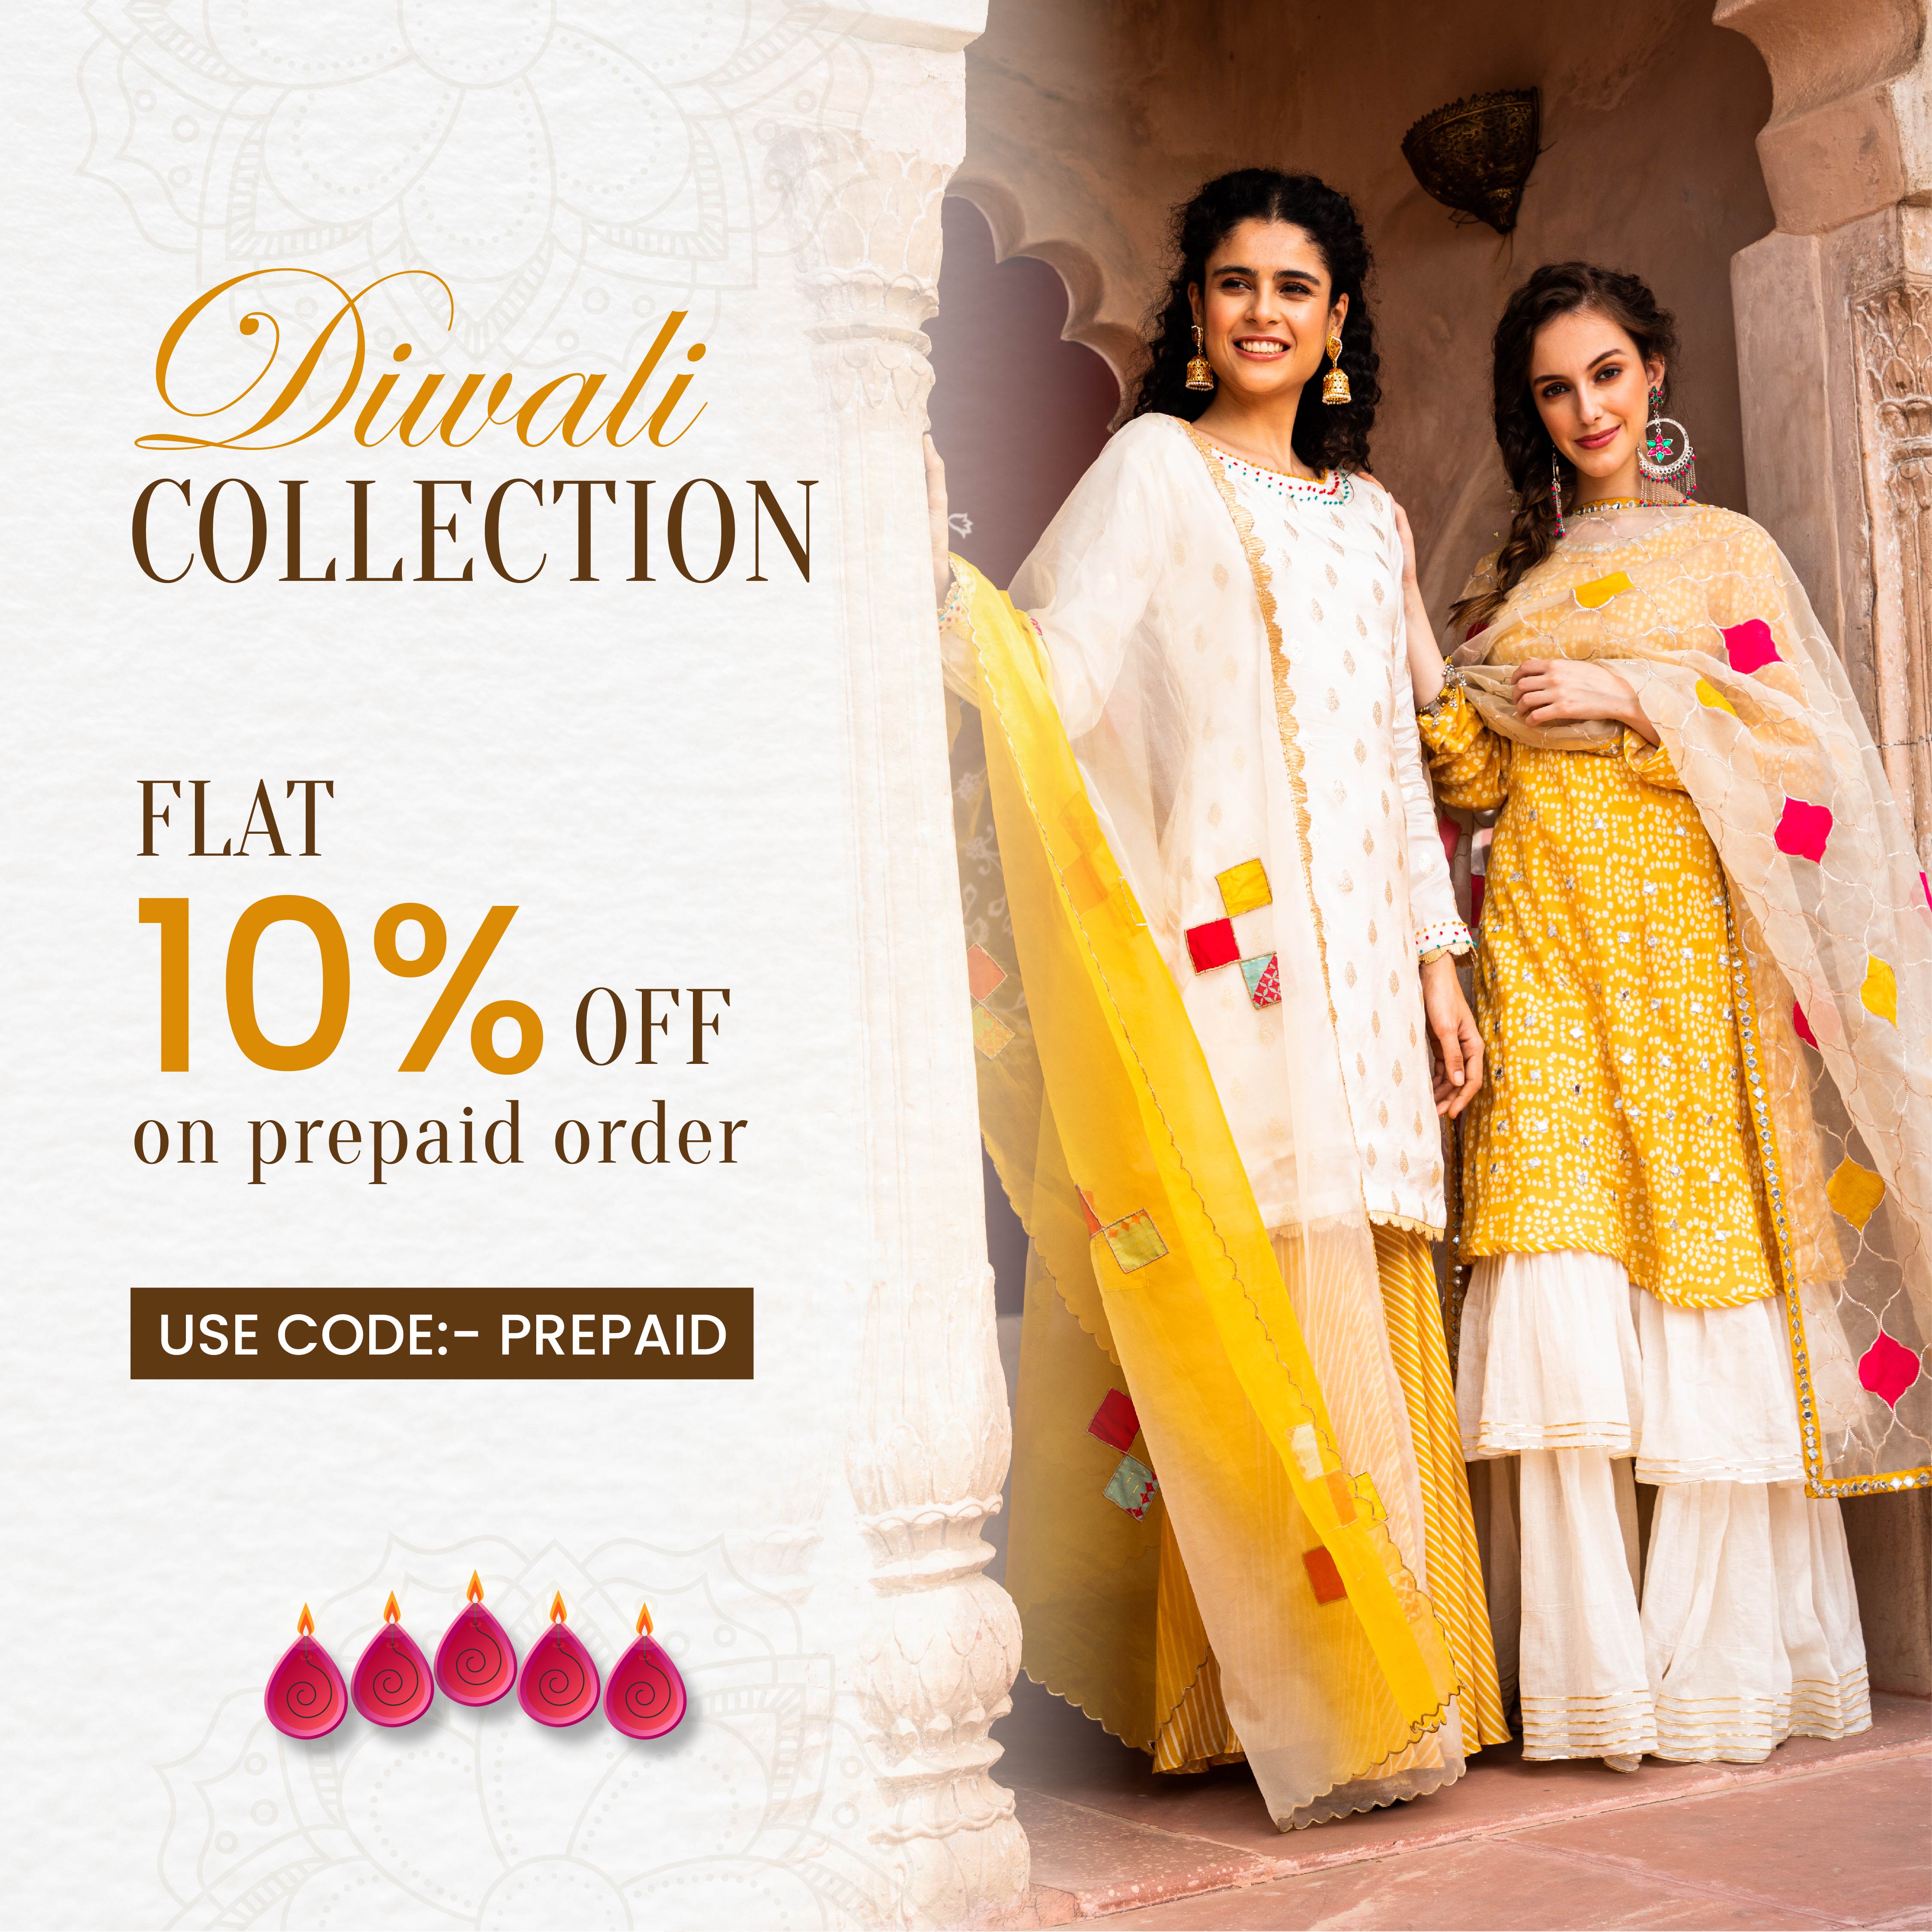 Diwali
COLLECTION
FLAT
10% OFF
on prepaid order
USE CODE:- PREPAID